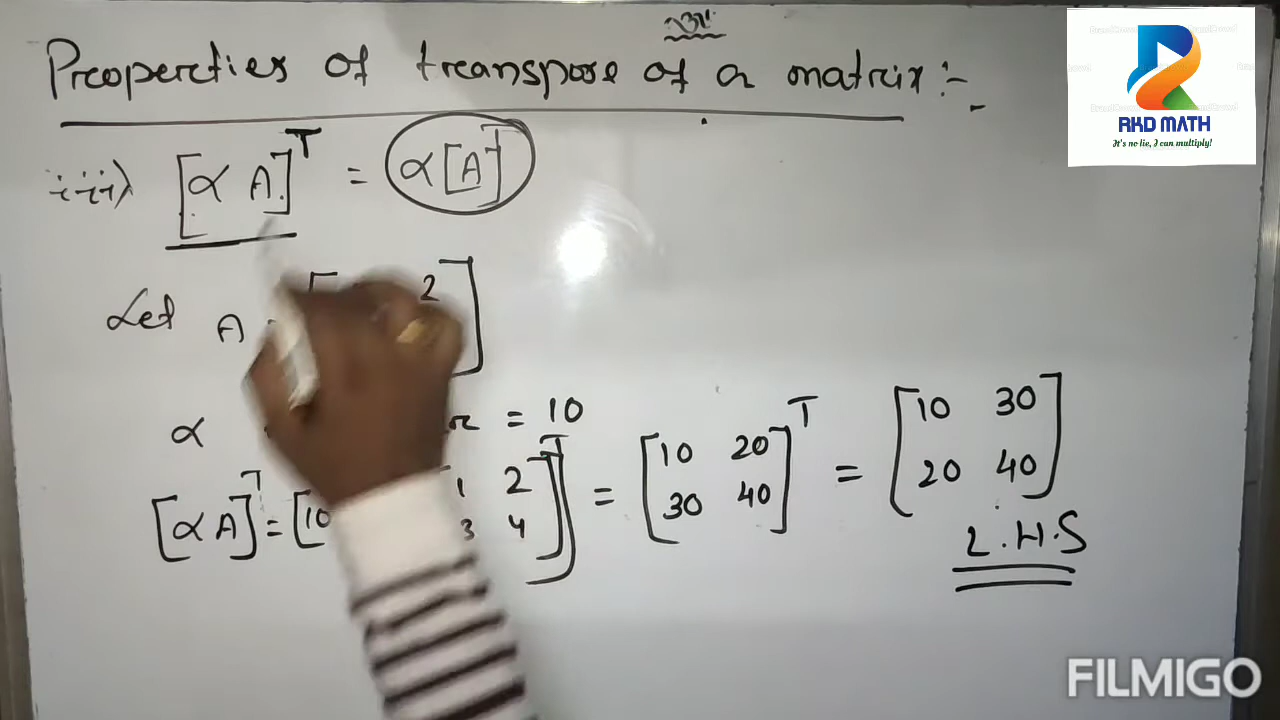 Properties of transpose of a matrix :-
RKD MATH
It's no lie, I can multiply!
iii) [α A]ᵀ = α[A]ᵀ
Let A 2
α = 10
[αA]ᵀ = [10 1 2 3 4]ᵀ = [10 20 30 40]ᵀ = [10 30 20 40]
L.H.S
FILMIGO